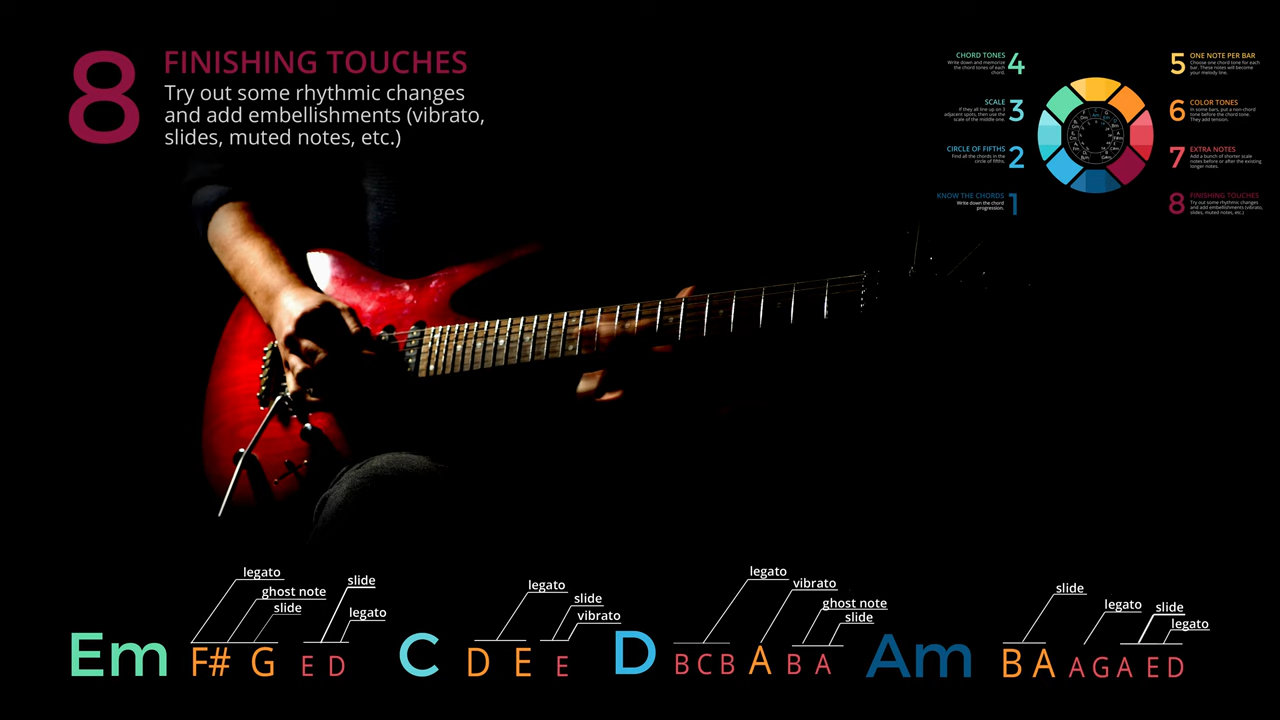 8
FINISHING TOUCHES
Try out some rhythmic changes
and add embellishments (vibrato,
slides, muted notes, etc.)
CHORD TONES
4
Write down and memorize
the chord tones of each
chord.
SCALE
3
If they all line up on 3
adjacent spots, then use the
scale of the middle one.
CIRCLE OF FIFTHS
2
Find all the chords in the
circle of fifths.
KNOW THE CHORDS
1
Write down the chord
progression.
5
ONE NOTE PER BAR
Choose one chord tone for each
bar. These notes will become
your melody line.
6
COLOR TONES
In some bars, put a non-chord
tone before the chord tone.
They add tension.
7
EXTRA NOTES
Add a bunch of shorter scale
notes before or after the existing
longer notes.
8
FINISHING TOUCHES
Try out some rhythmic changes
and add embellishments (vibrato,
slides, muted notes, etc.)
legato
ghost note
slide
slide
legato
Em F# G E D
legato
slide
vibrato
C D E E
legato
vibrato
ghost note
slide
D B C B A B A
slide
legato
slide
legato
Am B A A G A E D